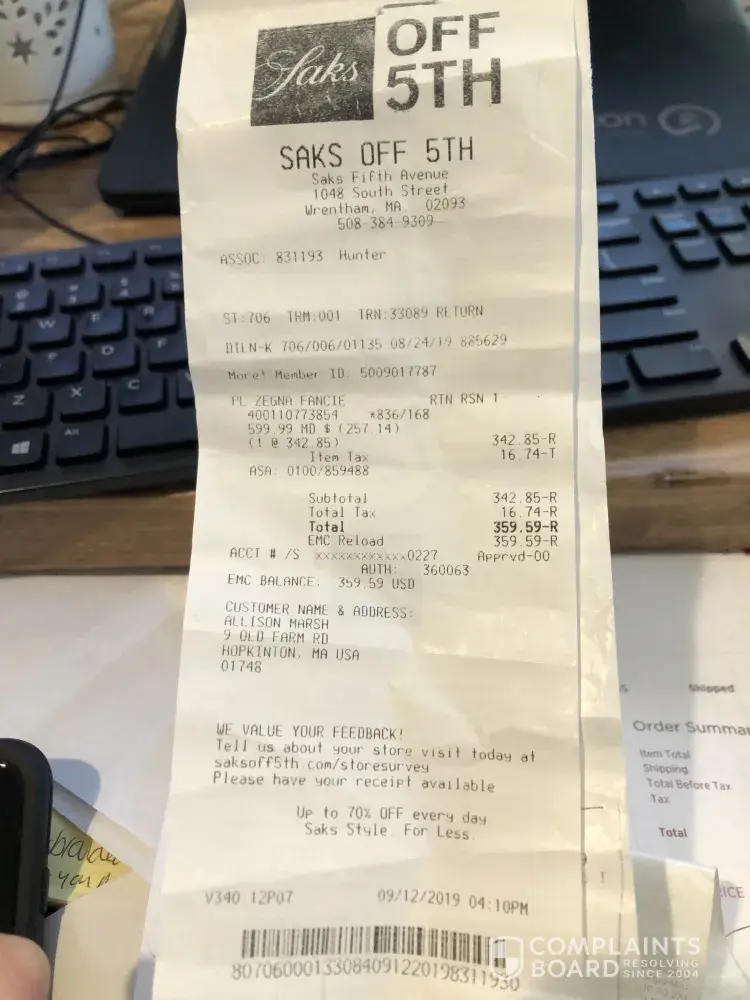 Saks
OFF
5TH
SAKS OFF 5TH
Saks Fifth Avenue
1048 South Street
Wrentham, MA 02093
508-384-9309
ASSOC: 831193 Hunter
ST:706 TRM:001 TRN:33089 RETURN
DTLN-K 706/006/01135 08/24/19 885629
More! Member ID: 5009017787
PL ZEGNA FANCIE RTN RSN 1
400110773854 *836/168
599.99 MD $ (257.14)
(1 @ 342.85) 342.85-R
Item Tax 16.74-T
ASA: 0100/859488
Subtotal 342.85-R
Total Tax 16.74-R
Total 359.59-R
EMC Reload 359.59-R
ACCT # /S xxxxxxxxxxxx0227 Apprvd-00
AUTH: 360063
EMC BALANCE: 359.59 USD
CUSTOMER NAME & ADDRESS:
ALLISON MARSH
9 OLD FARM RD
HOPKINTON, MA USA
01748
WE VALUE YOUR FEEDBACK!
Tell us about your store visit today at
saksoff5th.com/storesurvey
Please have your receipt available
Up to 70% OFF every day
Saks Style. For Less.
V340 12P07 09/12/2019 04:10PM
80706000133084091220198311930
Shipped
Order Summar
Item Total
Shipping
Total Before Tax
Tax
Total
ICE
COMPLAINTS
BOARD RESOLVING
SINCE 2004